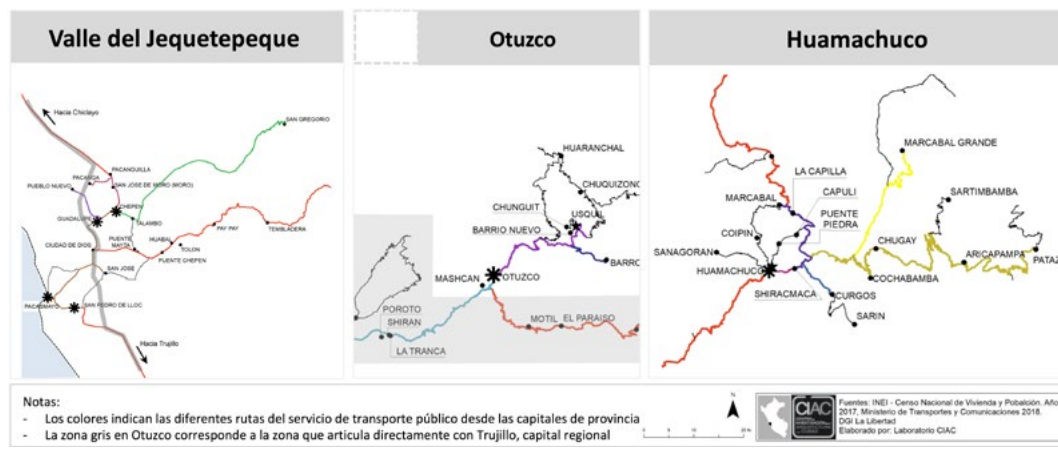 Valle del Jequetepeque
Hacia Chiclayo
SAN GREGORIO
PACANGUILLA
PACANGA
PUEBLO NUEVO
SAN JOSE DE MORO (MORO)
CHEPEN
GUADALUPE
TALAMBO
PAY PAY
TEMBLADERA
CIUDAD DE DIOS
PUENTE
HUABAL
TOLON
PUENTE CHEPEN
SAN JOSE
PACASMAYO
SAN PEDRO DE LLOC
Hacia Trujillo
Otuzco
HUARANCHAL
CHUQUIZONG
CHUNGUIT
USQUIL
BARRIO NUEVO
BARRO
OTUZCO
MASHCAN
POROTO
SHIRAN
MOTIL
EL PARAISO
LA TRANCA
Huamachuco
MARCABAL GRANDE
LA CAPILLA
CAPULI
SARTIMBAMBA
MARCABAL
PUENTE
PIEDRA
COIPIN
CHUGAY
SANAGORAN
ARICAPAMPA
PATAZ
HUAMACHUCO
COCHABAMBA
SHIRACMACA
CURGOS
SARIN
Notas:
- Los colores indican las diferentes rutas del servicio de transporte público desde las capitales de provincia
- La zona gris en Otuzco corresponde a la zona que articula directamente con Trujillo, capital regional
CIAC
Fuentes: INEI - Censo Nacional de Vivienda y Pobalción. Año
2017, Ministerio de Transportes y Comunicaciones 2018.
DGI La Libertad
Elaborado por: Laboratorio CIAC